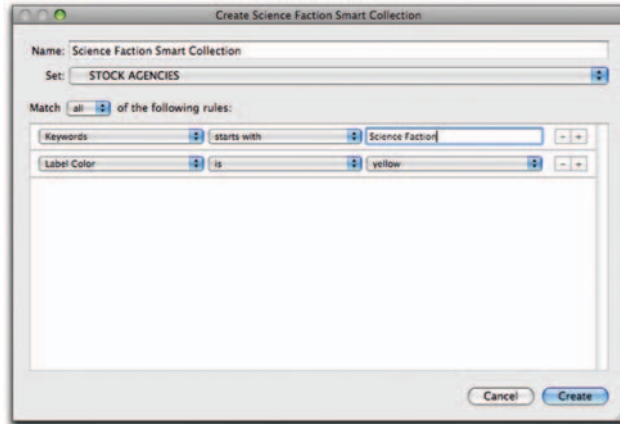 Create Science Faction Smart Collection
Name: Science Faction Smart Collection
Set: STOCK AGENCIES
Match all of the following rules:
Keywords starts with Science Faction
Label Color is yellow
Cancel Create